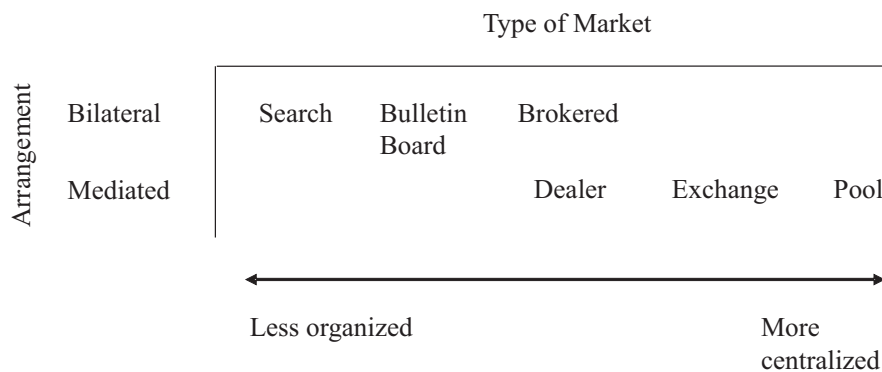 Type of Market
Arrangement
Bilateral Search Bulletin Board Brokered
Mediated Dealer Exchange Pool
Less organized More centralized